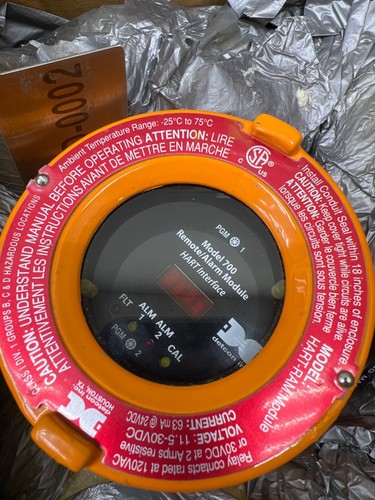 -0002
Ambient Temperature Range: -25°C to 75°C
CLASS I DIV 1 GROUPS B, C & D HAZARDOUS LOCATIONS
CAUTION: UNDERSTAND MANUAL BEFORE OPERATING ATTENTION: LIRE
ATTENTIVEMENT LES INSTRUCTIONS AVANT DE METTRE EN MARCHE
SA
C US
Install Conduit Seal within 18 inches of enclosure
CAUTION: Keep cover tight while circuits are alive.
ATTENTION: Garder le couvercle bien ferme
lorsque les circuits sont sous tension.
PGM 1
Model 700
Remote/Alarm Module
HART Interface
FLT ALM ALM
1 2 CAL
PGM 2
detcon
MODEL:
HART-RAM Module
detcon inc.
HOUSTON, TX
VOLTAGE: 11.5-30VDC
CURRENT: 63 mA @ 24VDC
Relay contacts rated at 120VAC
or 30VDC at 2 Amps resistive